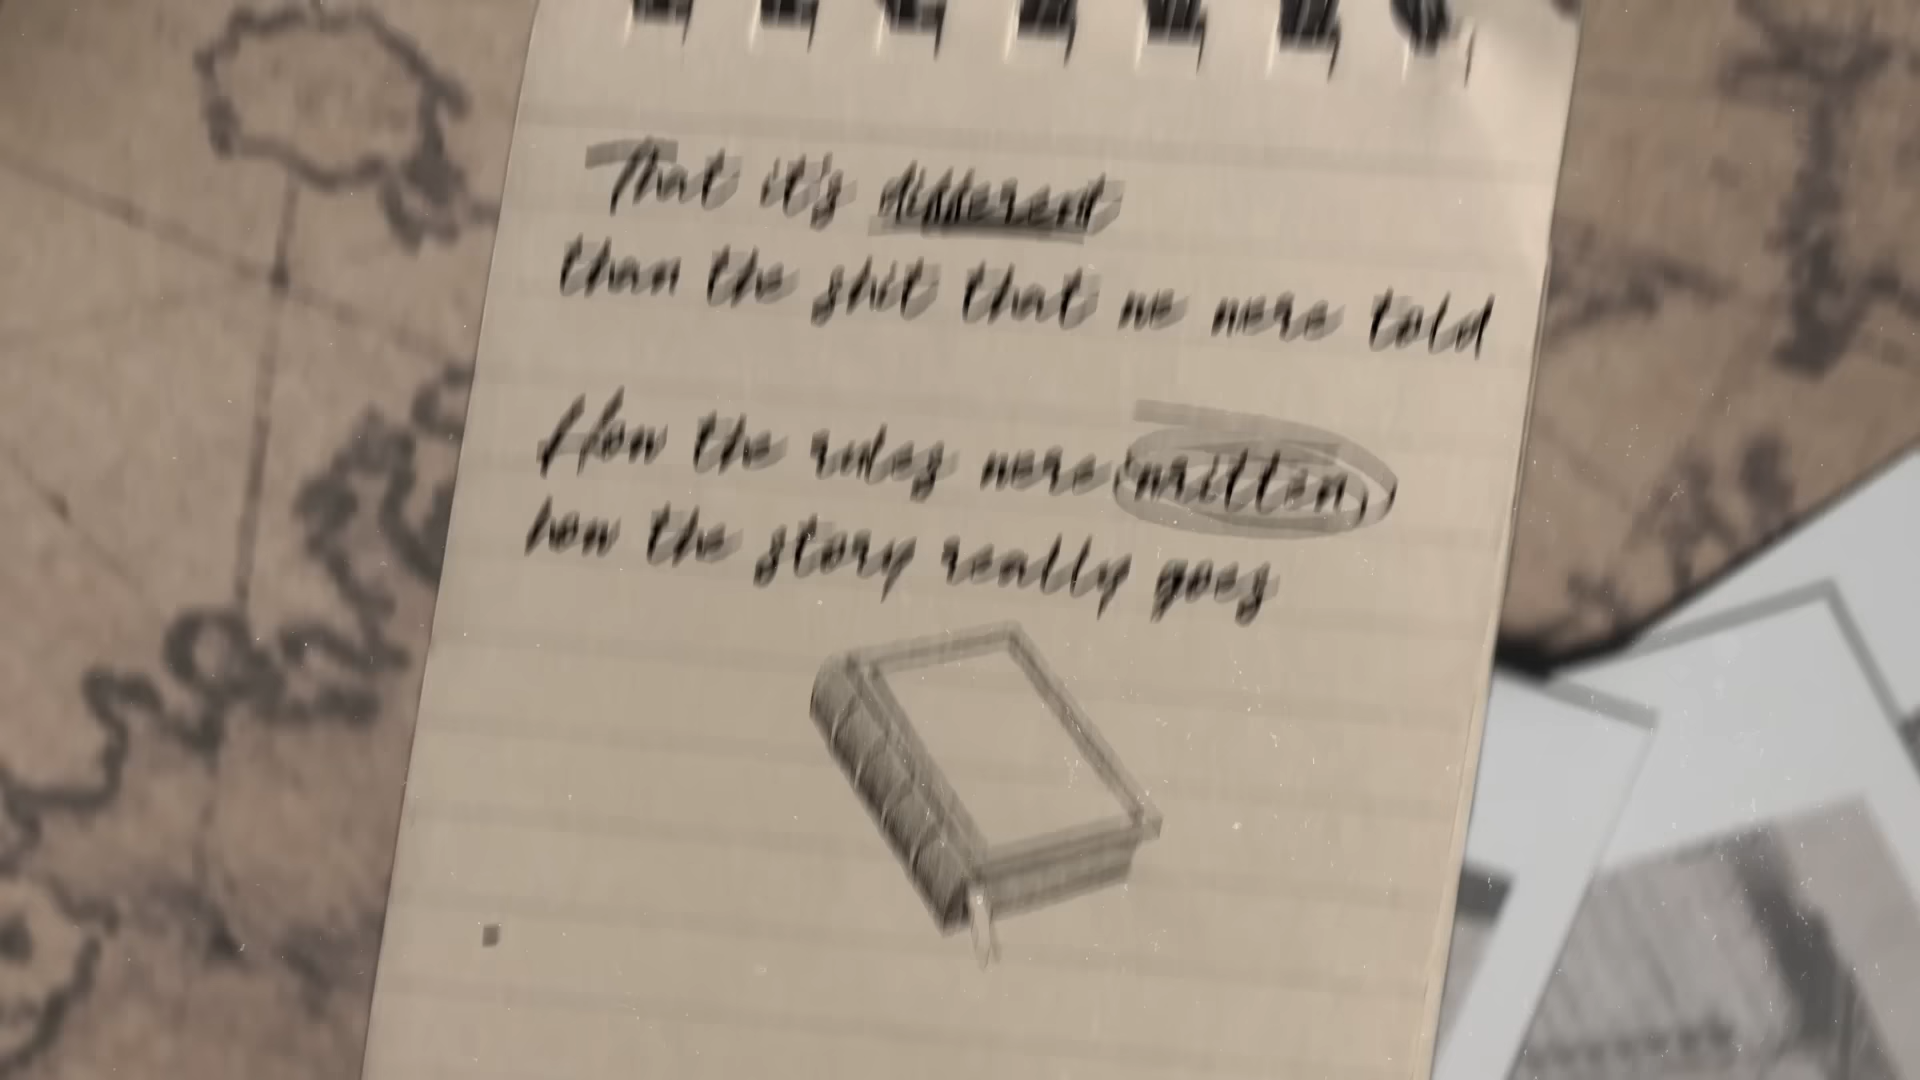 That it's different
than the shit that we were told
How the rules were written
how the story really goes